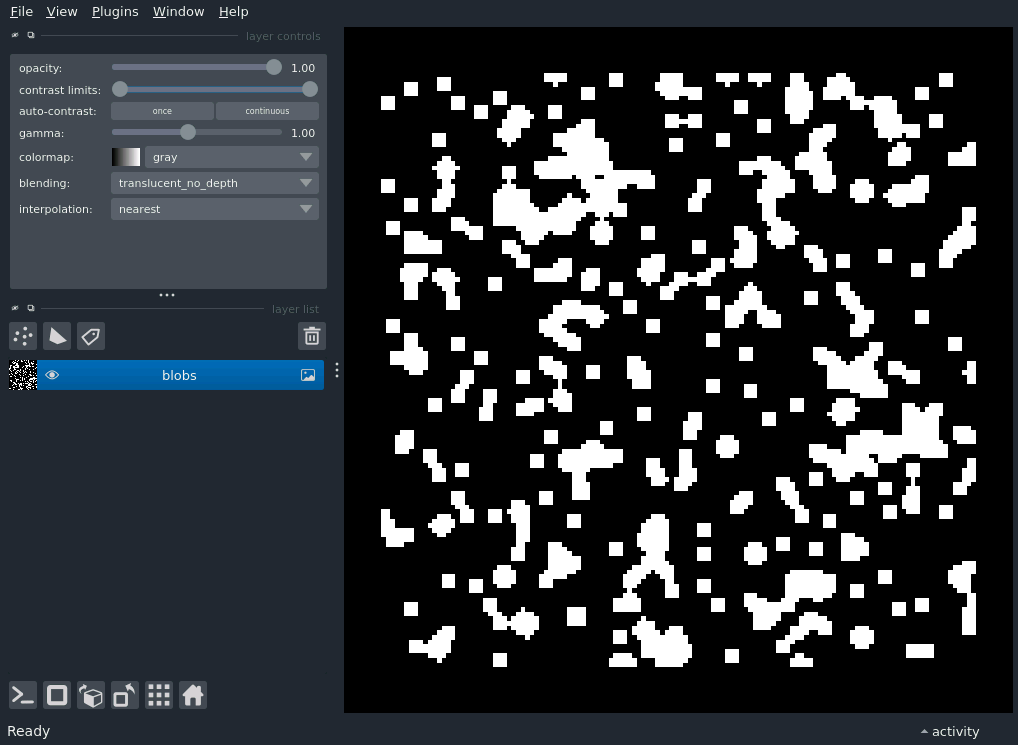 File View Plugins Window Help
layer controls
opacity: 1.00
contrast limits:
auto-contrast: once continuous
gamma: 1.00
colormap: gray
blending: translucent_no_depth
interpolation: nearest
layer list
blobs
Ready activity